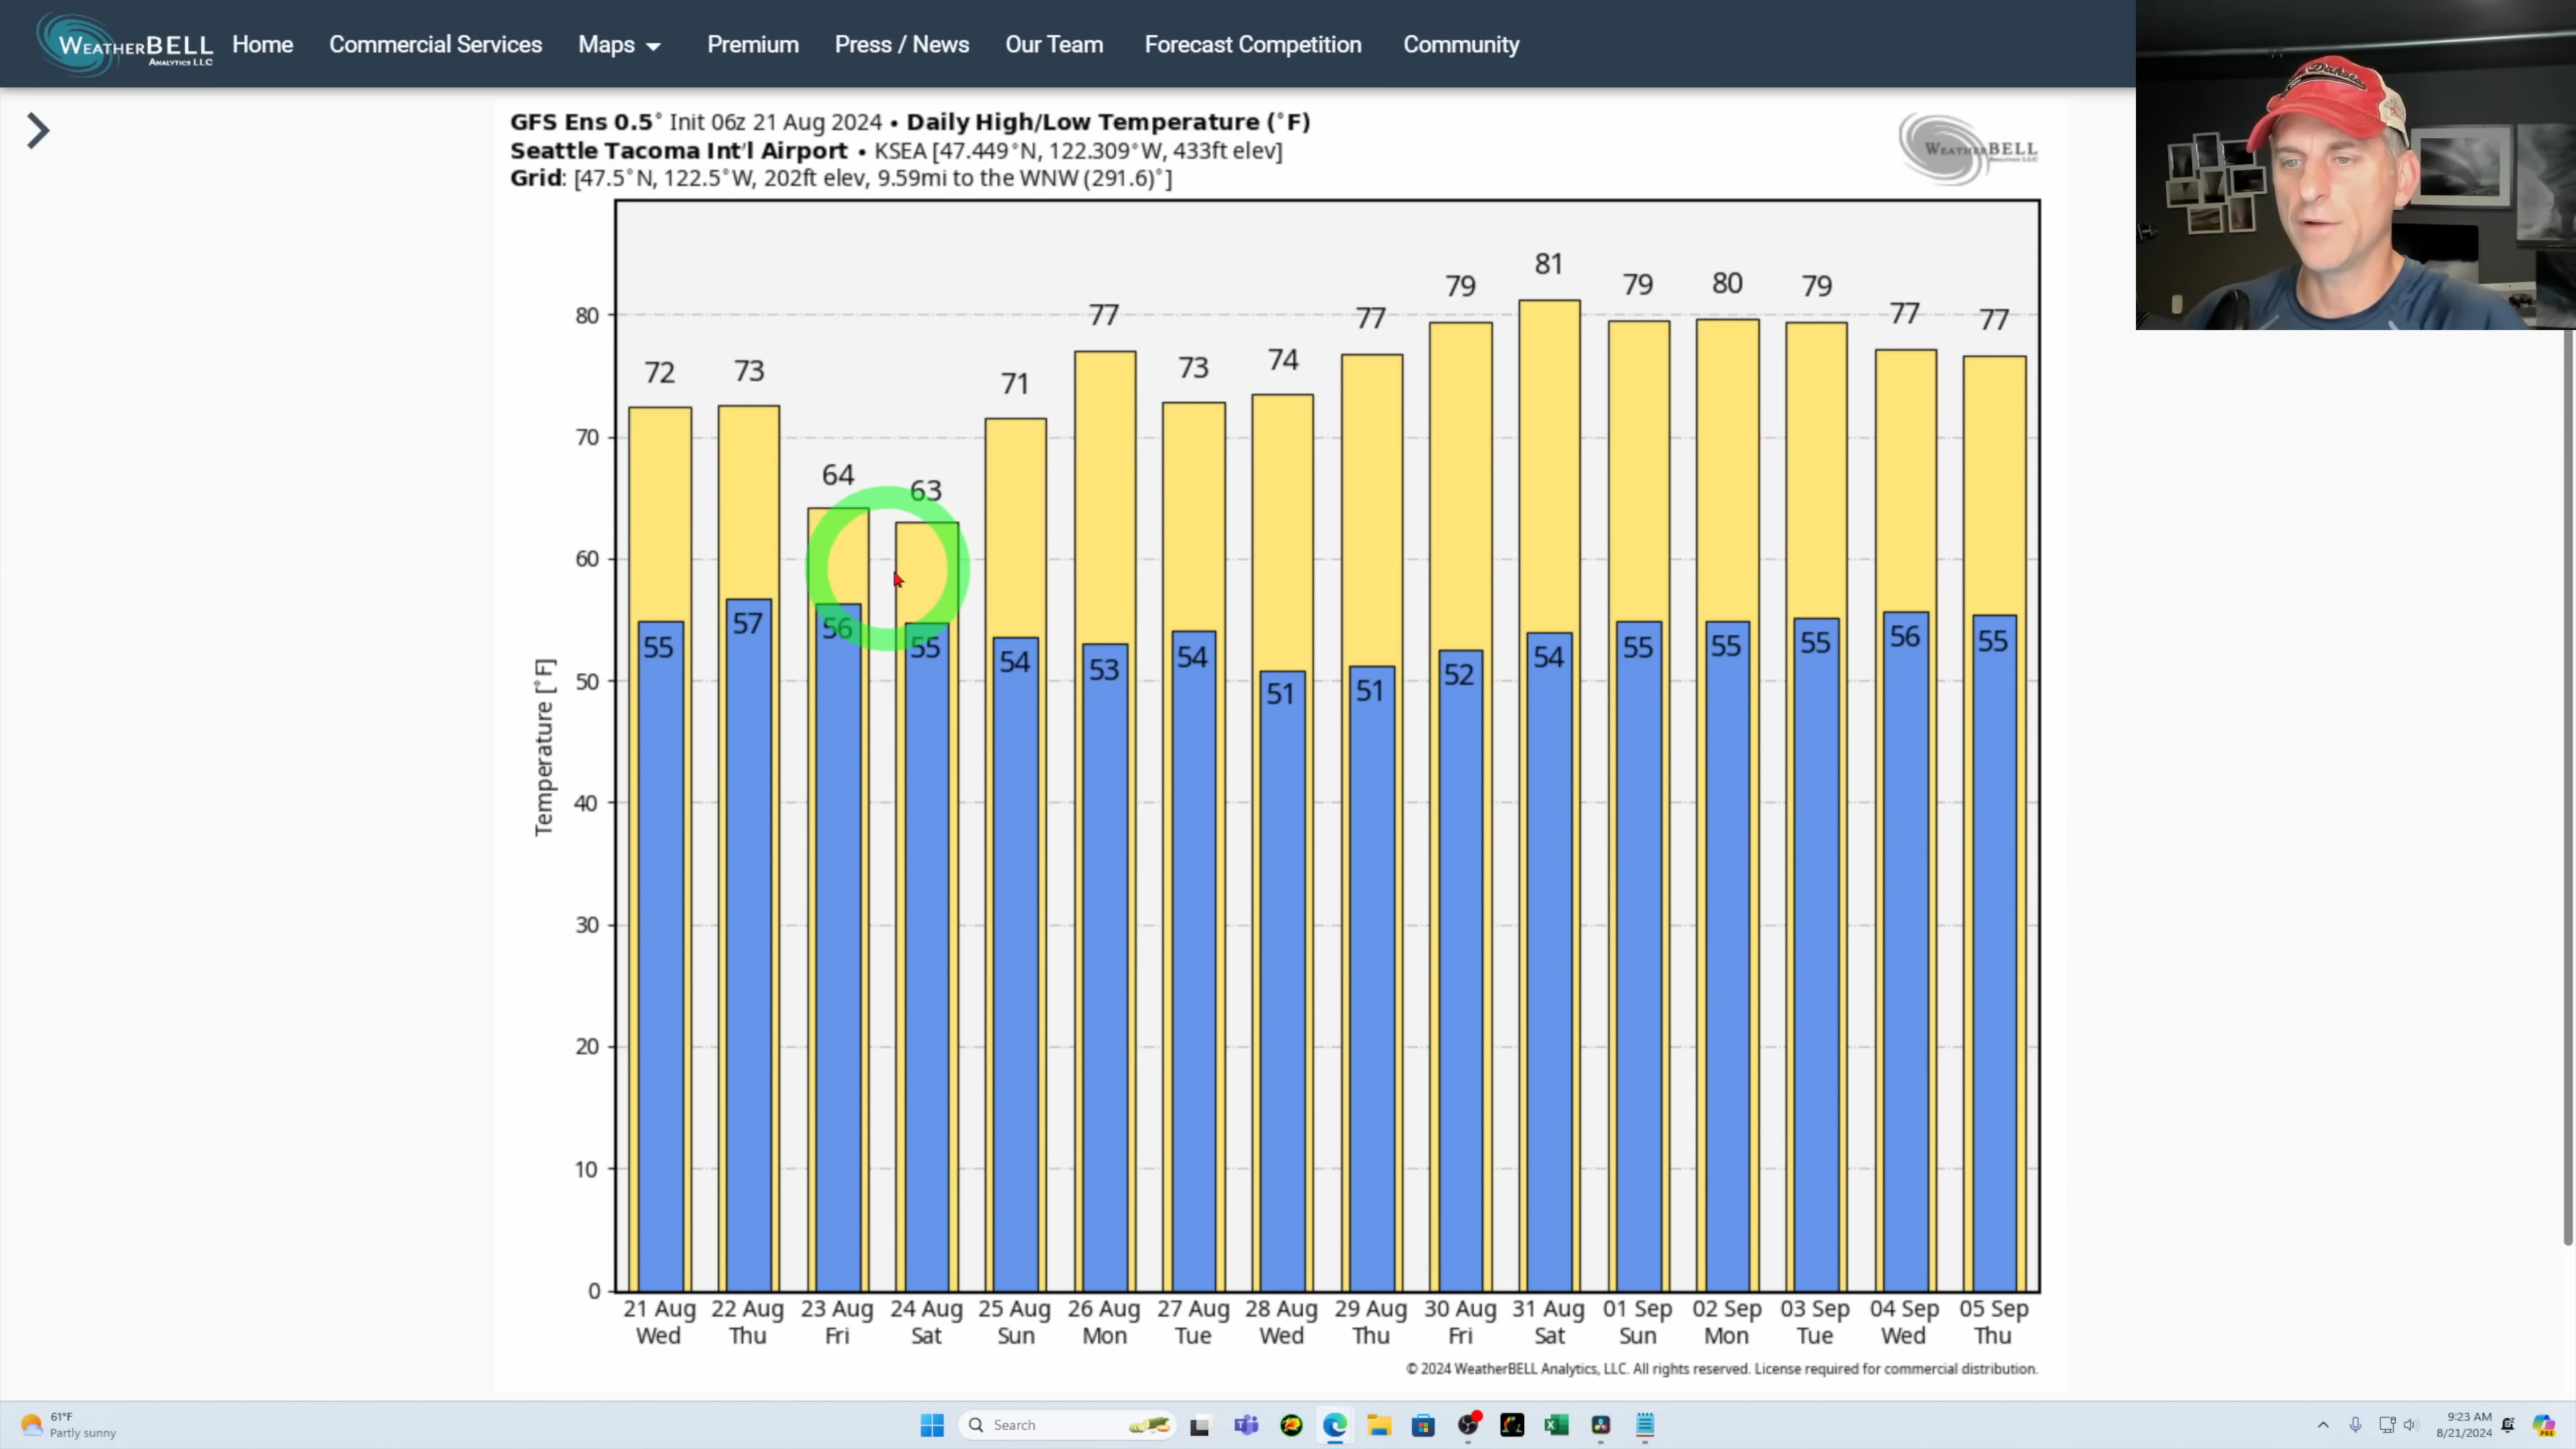 WEATHERBELL
ANALYTICS LLC
Home Commercial Services Maps Premium Press / News Our Team Forecast Competition Community
Dakota
GFS Ens 0.5° Init 06z 21 Aug 2024 • Daily High/Low Temperature (°F)
Seattle Tacoma Int'l Airport • KSEA [47.449°N, 122.309°W, 433ft elev]
Grid: [47.5°N, 122.5°W, 202ft elev, 9.59mi to the WNW (291.6)°]
WEATHERBELL
ANALYTICS LLC
72 73 64 63 71 77 73 74 77 79 81 79 80 79 77 77
55 57 56 55 54 53 54 51 51 52 54 55 55 55 56 55
Temperature [°F]
80
70
60
50
40
30
20
10
0
21 Aug 22 Aug 23 Aug 24 Aug 25 Aug 26 Aug 27 Aug 28 Aug 29 Aug 30 Aug 31 Aug 01 Sep 02 Sep 03 Sep 04 Sep 05 Sep
Wed Thu Fri Sat Sun Mon Tue Wed Thu Fri Sat Sun Mon Tue Wed Thu
© 2024 WeatherBELL Analytics, LLC. All rights reserved. License required for commercial distribution.
61°F
Partly sunny
Search
9:23 AM
8/21/2024
PRE